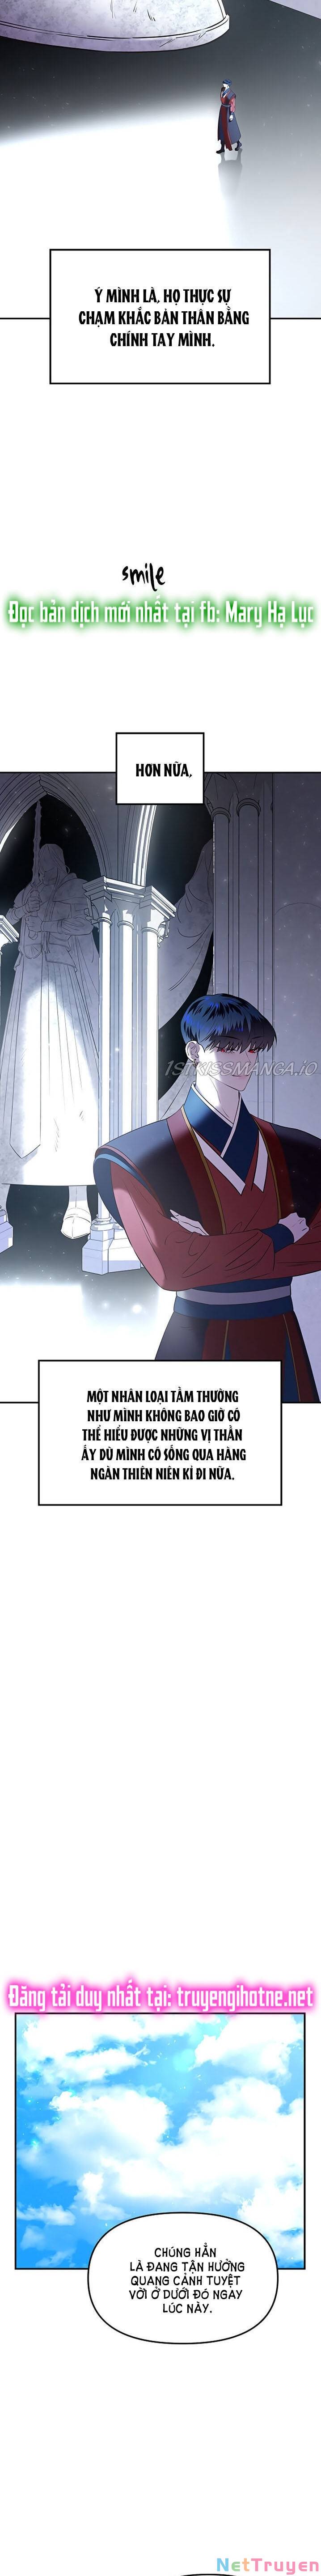 Ý MÌNH LÀ, HỌ THỰC SỰ
CHẠM KHẮC BẢN THÂN BẰNG
CHÍNH TAY MÌNH.
smile
Đọc bản dịch mới nhất tại fb: Mary Hạ Lục
HƠN NỮA,
1STKISSMANGA.IO
MỘT NHÂN LOẠI TẦM THƯỜNG
NHƯ MÌNH KHÔNG BAO GIỜ CÓ
THỂ HIỂU ĐƯỢC NHỮNG VỊ THẦN
ẤY DÙ MÌNH CÓ SỐNG QUA HÀNG
NGÀN THIÊN NIÊN KỈ ĐI NỮA.
Đăng tải duy nhất tại: truyengihotne.net
CHÚNG HẲN
LÀ ĐANG TẬN HƯỞNG
QUANG CẢNH TUYỆT
VỜI Ở DƯỚI ĐÓ NGAY
LÚC NÀY.
NetTruyen